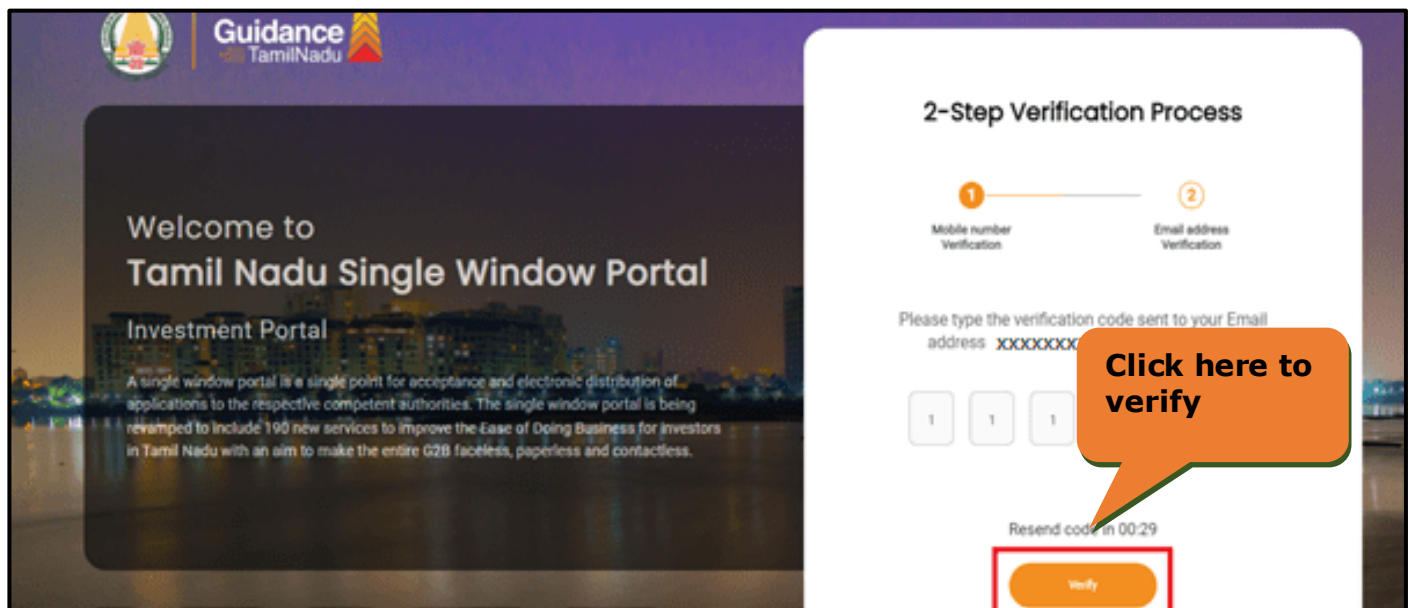 Guidance
TamilNadu
Welcome to
Tamil Nadu Single Window Portal
Investment Portal
A single window portal is a single point for acceptance and electronic distribution of
applications to the respective competent authorities. The single window portal is being
revamped to include 190 new services to improve the Ease of Doing Business for investors
in Tamil Nadu with an aim to make the entire G2B faceless, paperless and contactless.
2-Step Verification Process
1
2
Mobile number
Verification
Email address
Verification
Please type the verification code sent to your Email
address xxxxxxxx
1 1 1
Click here to
verify
Resend code in 00:29
Verify